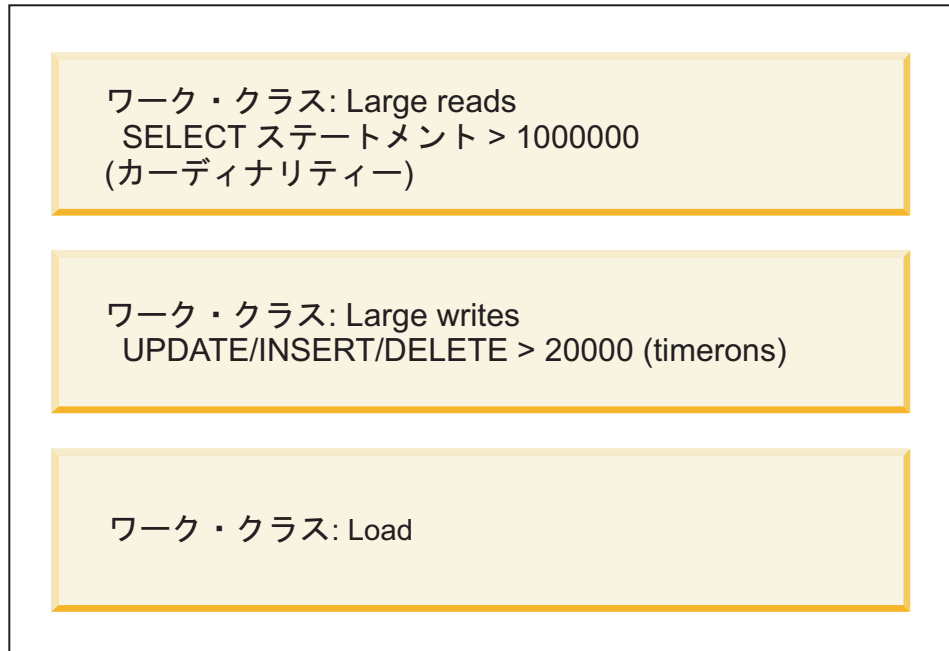 ワーク・クラス: Large reads
SELECT ステートメント > 1000000
(カーディナリティー)
ワーク・クラス: Large writes
UPDATE/INSERT/DELETE > 20000 (timerons)
ワーク・クラス: Load